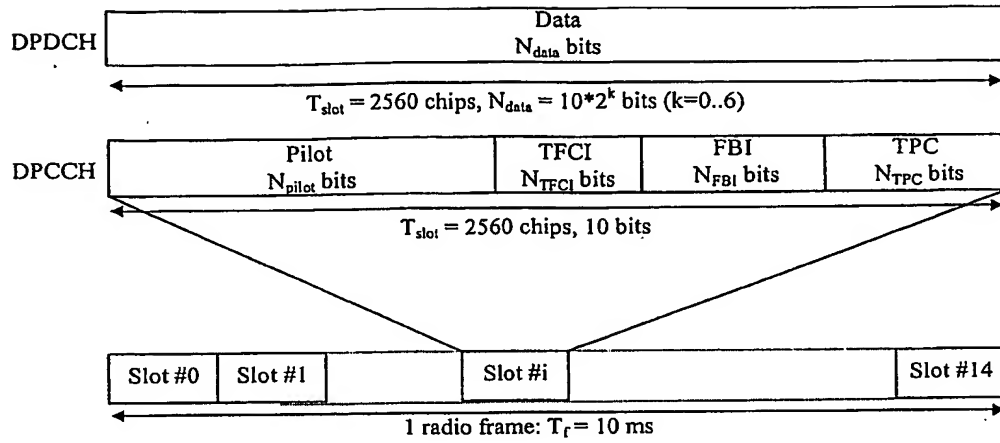 DPDCH
Data
N_data bits
T_slot = 2560 chips, N_data = 10*2^k bits (k=0..6)
DPCCH
Pilot
N_pilot bits
TFCI
N_TFCI bits
FBI
N_FBI bits
TPC
N_TPC bits
T_slot = 2560 chips, 10 bits
Slot #0
Slot #1
Slot #i
Slot #14
1 radio frame: T_f = 10 ms